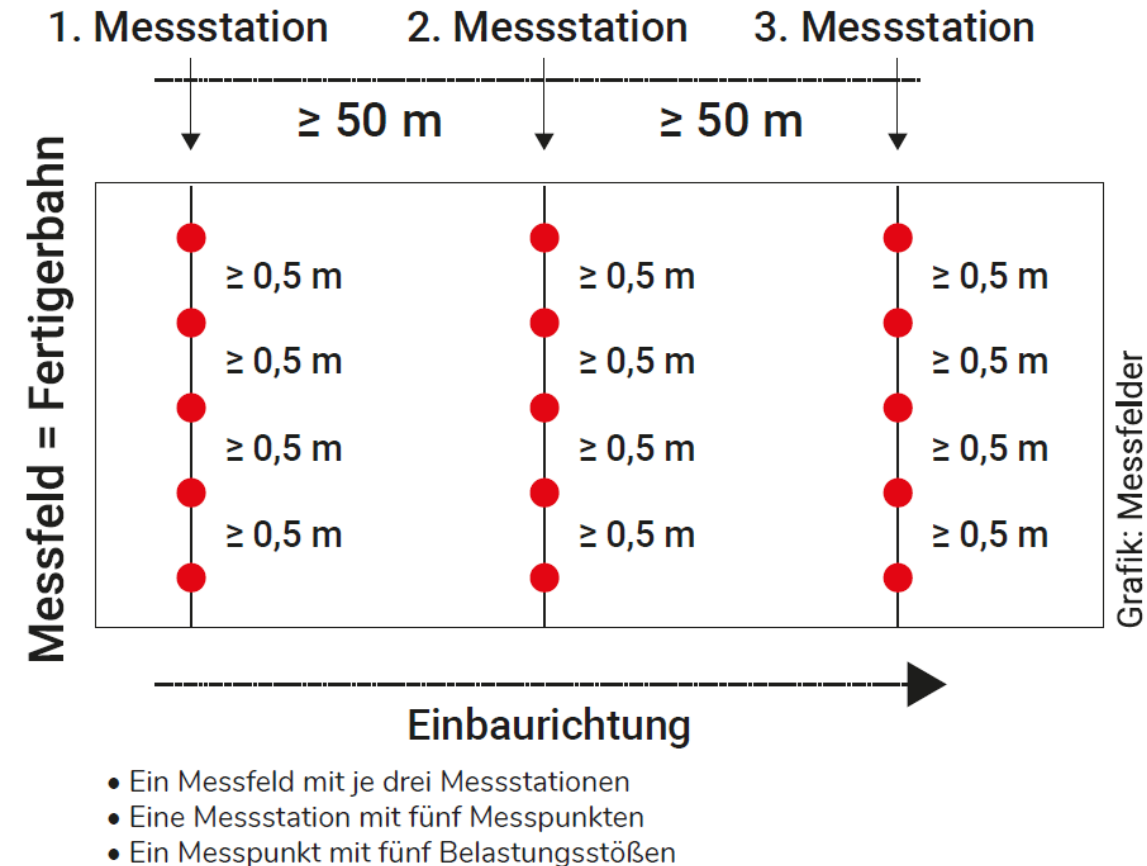 1. Messstation 2. Messstation 3. Messstation
≥ 50 m ≥ 50 m
Messfeld = Fertigerbahn
≥ 0,5 m ≥ 0,5 m ≥ 0,5 m
≥ 0,5 m ≥ 0,5 m ≥ 0,5 m
≥ 0,5 m ≥ 0,5 m ≥ 0,5 m
≥ 0,5 m ≥ 0,5 m ≥ 0,5 m
Grafik: Messfelder
Einbaurichtung
• Ein Messfeld mit je drei Messstationen
• Eine Messstation mit fünf Messpunkten
• Ein Messpunkt mit fünf Belastungsstößen